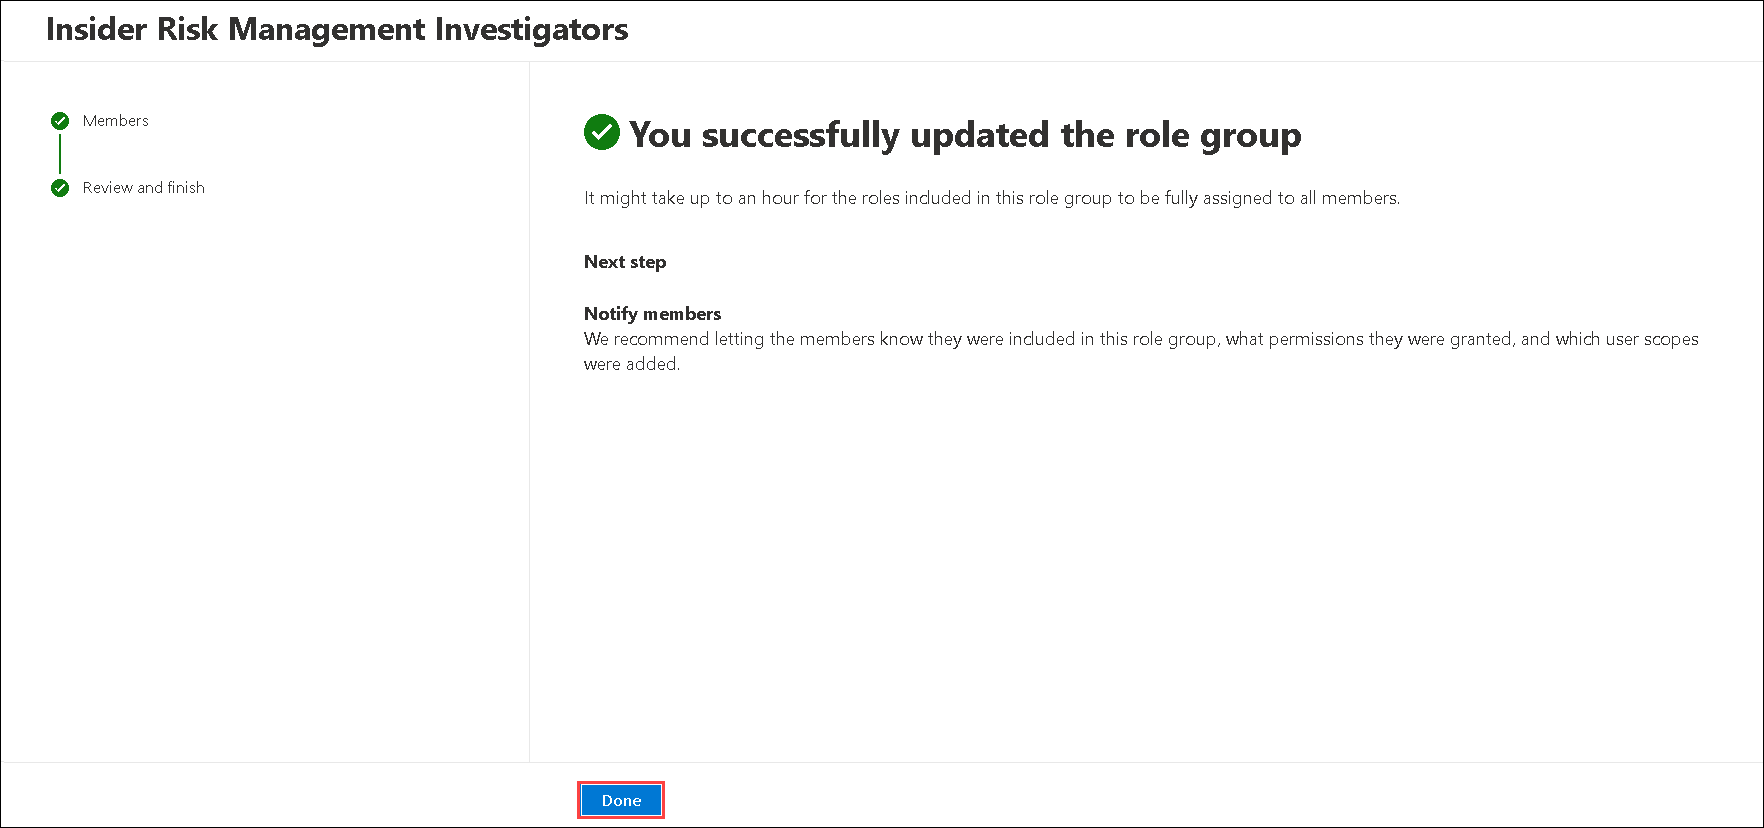 Insider Risk Management Investigators
Members
Review and finish
You successfully updated the role group
It might take up to an hour for the roles included in this role group to be fully assigned to all members.
Next step
Notify members
We recommend letting the members know they were included in this role group, what permissions they were granted, and which user scopes
were added.
Done